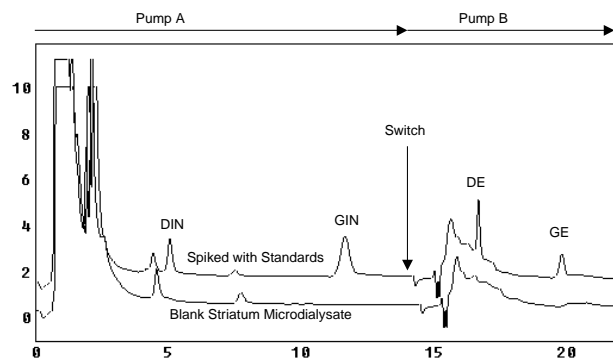 Pump A
Pump B
10
8
6
4
2
0
Switch
DIN
GIN
DE
GE
Spiked with Standards
Blank Striatum Microdialysate
0
5
10
15
20